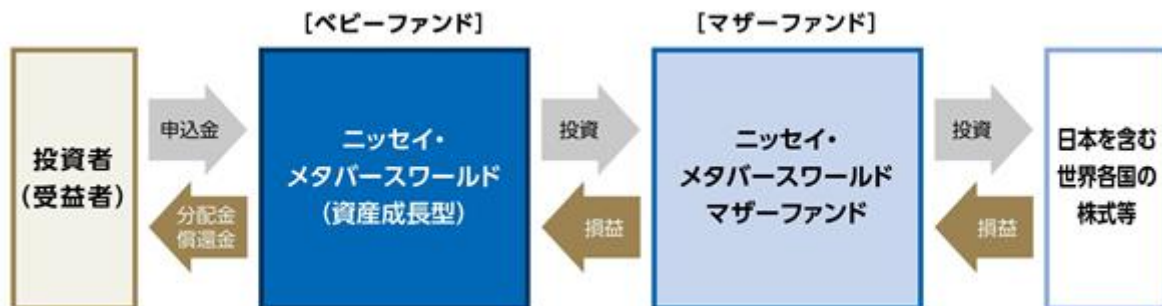 [ベビーファンド]
[マザーファンド]
投資者
(受益者)
申込金
分配金
償還金
ニッセイ・
メタバースワールド
(資産成長型)
投資
損益
ニッセイ・
メタバースワールド
マザーファンド
投資
損益
日本を含む
世界各国の
株式等